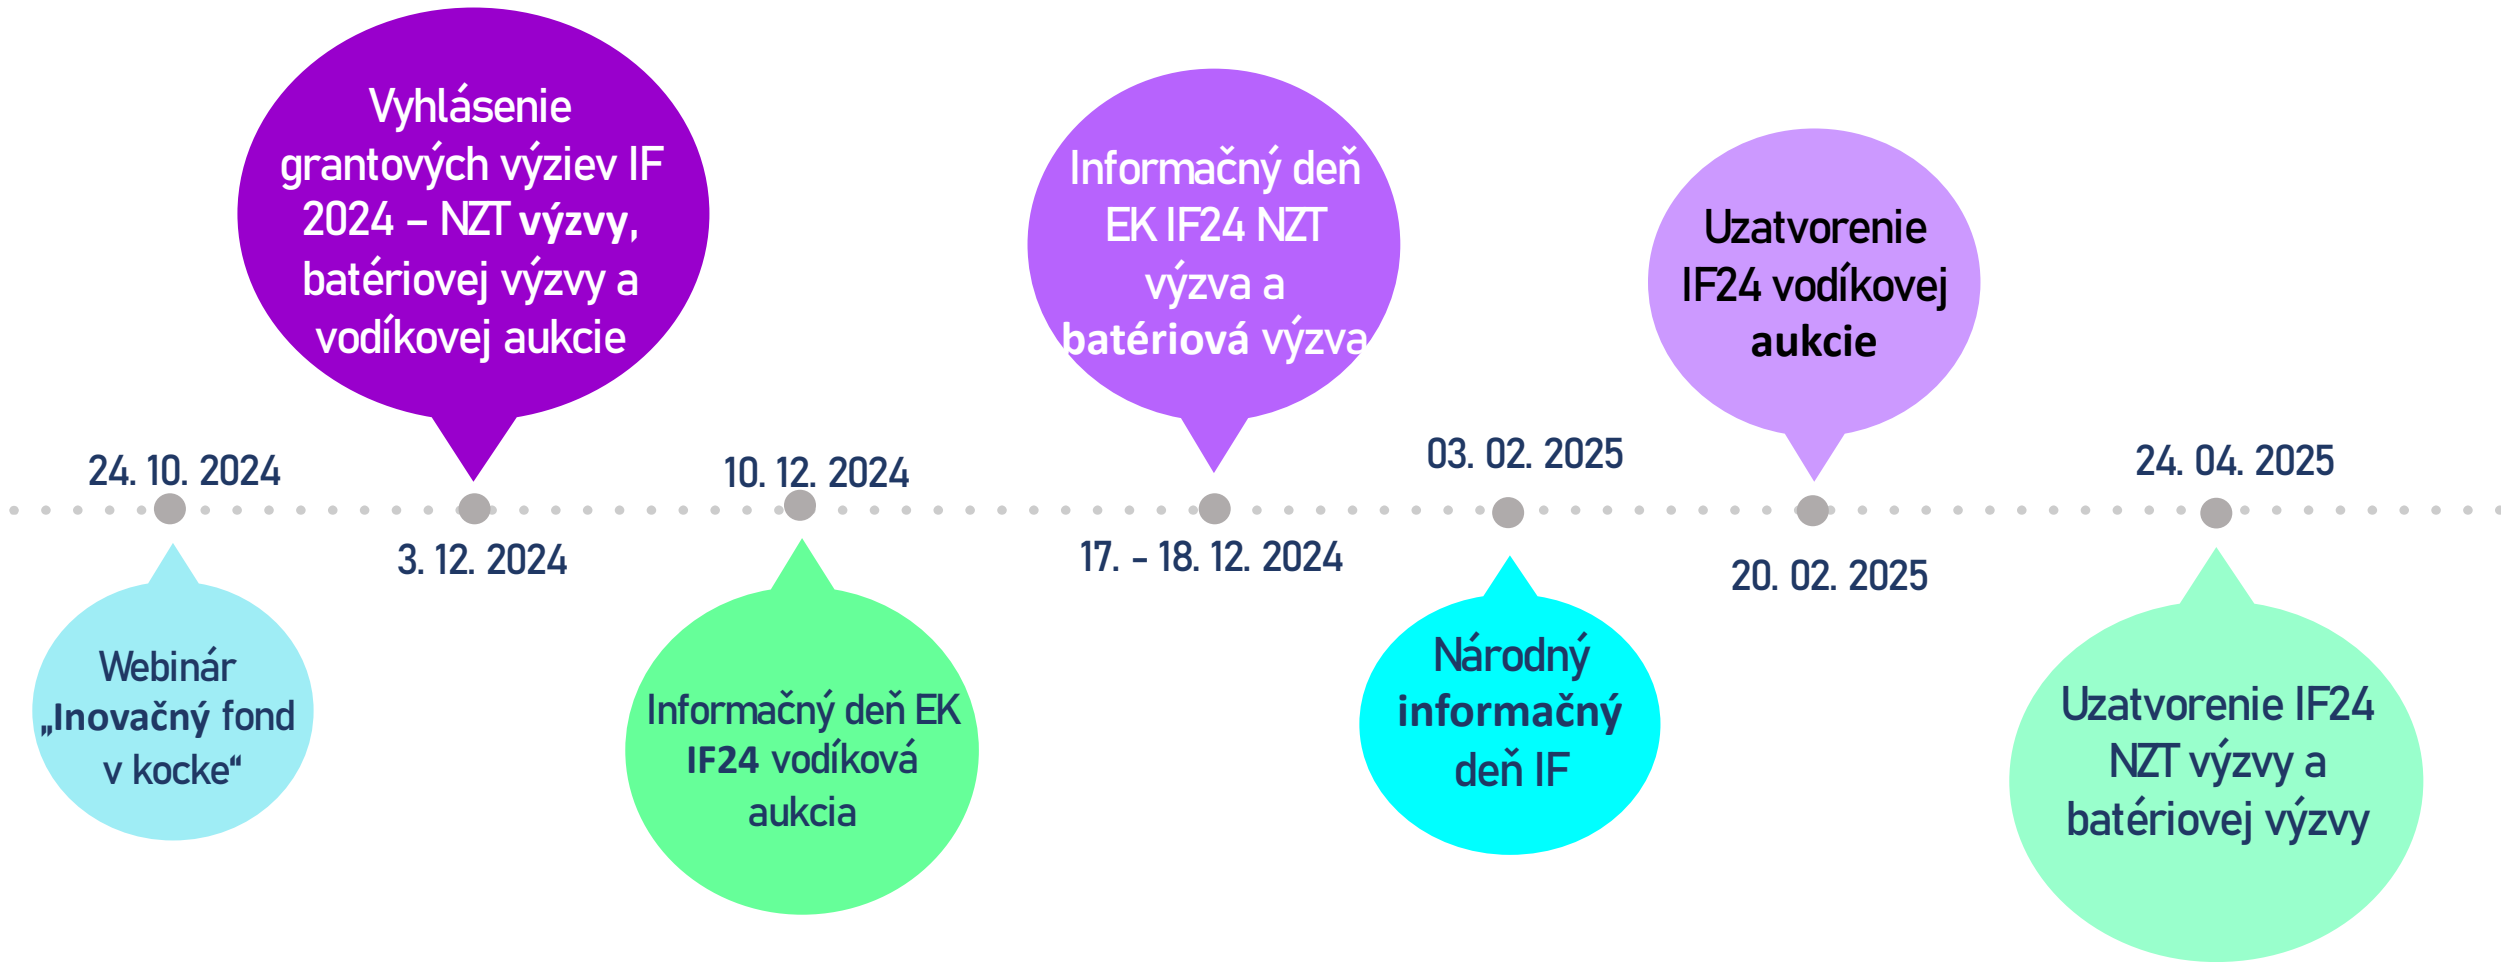 24. 10. 2024
Webinár
„Inovačný fond
v kocke“
Vyhlásenie
grantových výziev IF
2024 – NZT výzvy,
batériovej výzvy a
vodíkovej aukcie
3. 12. 2024
10. 12. 2024
Informačný deň EK
IF24 vodíková
aukcia
Informačný deň
EK IF24 NZT
výzva a
batériová výzva
17. - 18. 12. 2024
03. 02. 2025
Národný
informačný
deň IF
Uzatvorenie
IF24 vodíkovej
aukcie
20. 02. 2025
24. 04. 2025
Uzatvorenie IF24
NZT výzvy a
batériovej výzvy